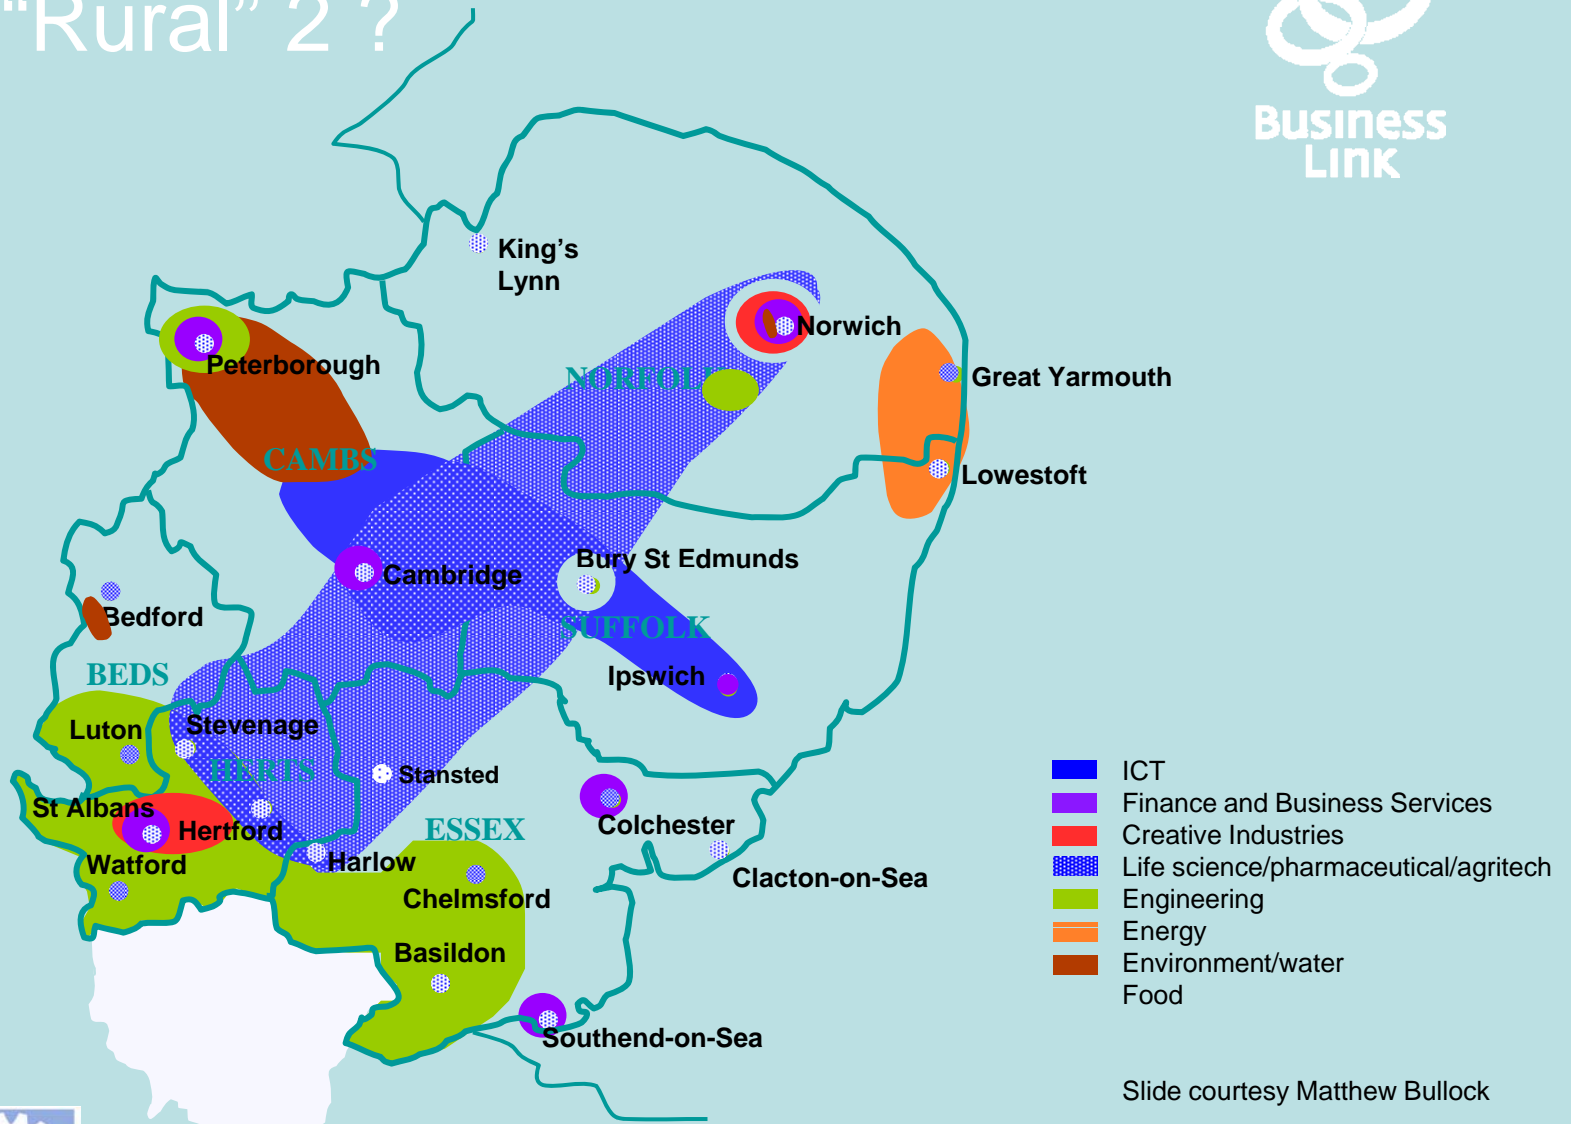 “Rural” 2 ?
Business
Link
King’s
Lynn
Norwich
Peterborough
NORFOLK
Great Yarmouth
CAMBS
Lowestoft
Bury St Edmunds
Cambridge
Bedford
SUFFOLK
BEDS
Ipswich
Luton
Stevenage
HERTS
Stansted
St Albans
Hertford
ESSEX
Colchester
Watford
Harlow
Clacton-on-Sea
Chelmsford
Basildon
Southend-on-Sea
ICT
Finance and Business Services
Creative Industries
Life science/pharmaceutical/agritech
Engineering
Energy
Environment/water
Food
Slide courtesy Matthew Bullock